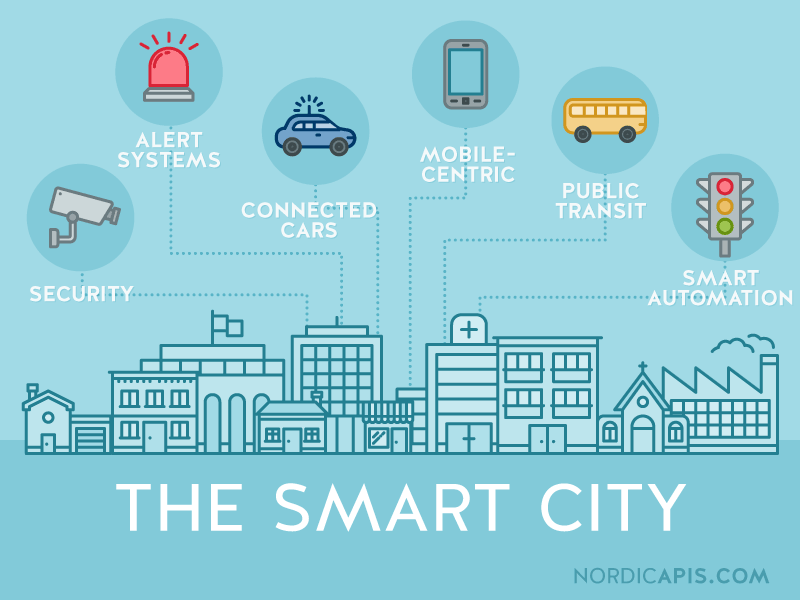 ALERT
SYSTEMS
MOBILE-
CENTRIC
CONNECTED
CARS
PUBLIC
TRANSIT
SECURITY
SMART
AUTOMATION
THE SMART CITY
NORDICAPIS.COM